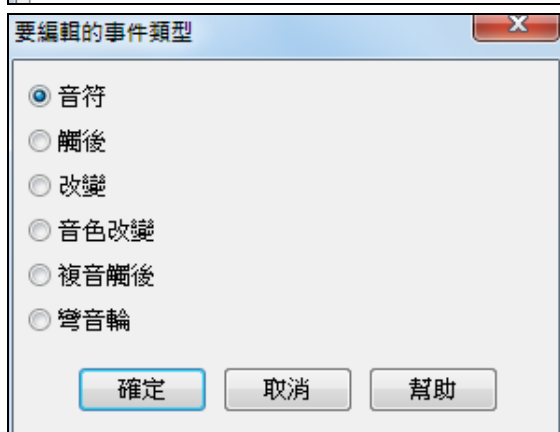 要編輯的事件類型
音符
觸後
改變
音色改變
複音觸後
彎音輪
確定 取消 幫助